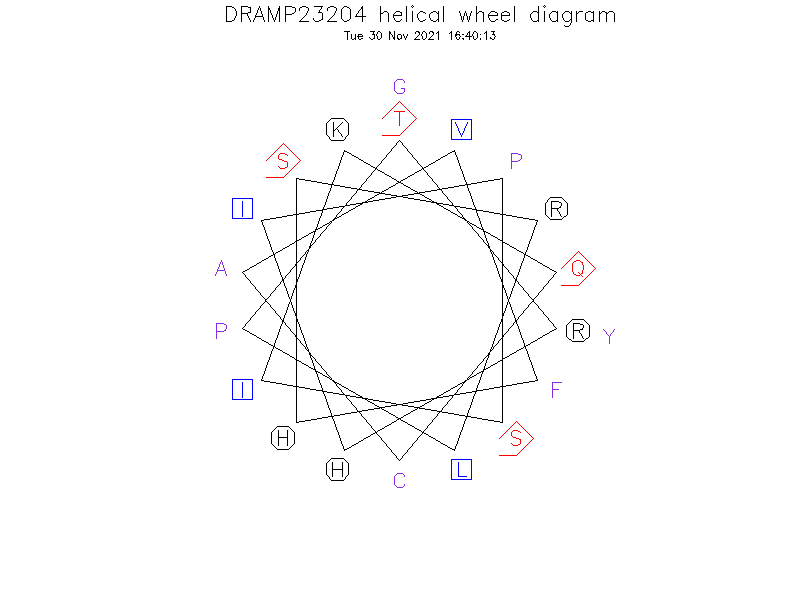 DRAMP23204 helical wheel diagram
Tue 30 Nov 2021 16:40:13
G
K T V
S P
I R
A Q
P R Y
I F
H S
H C L